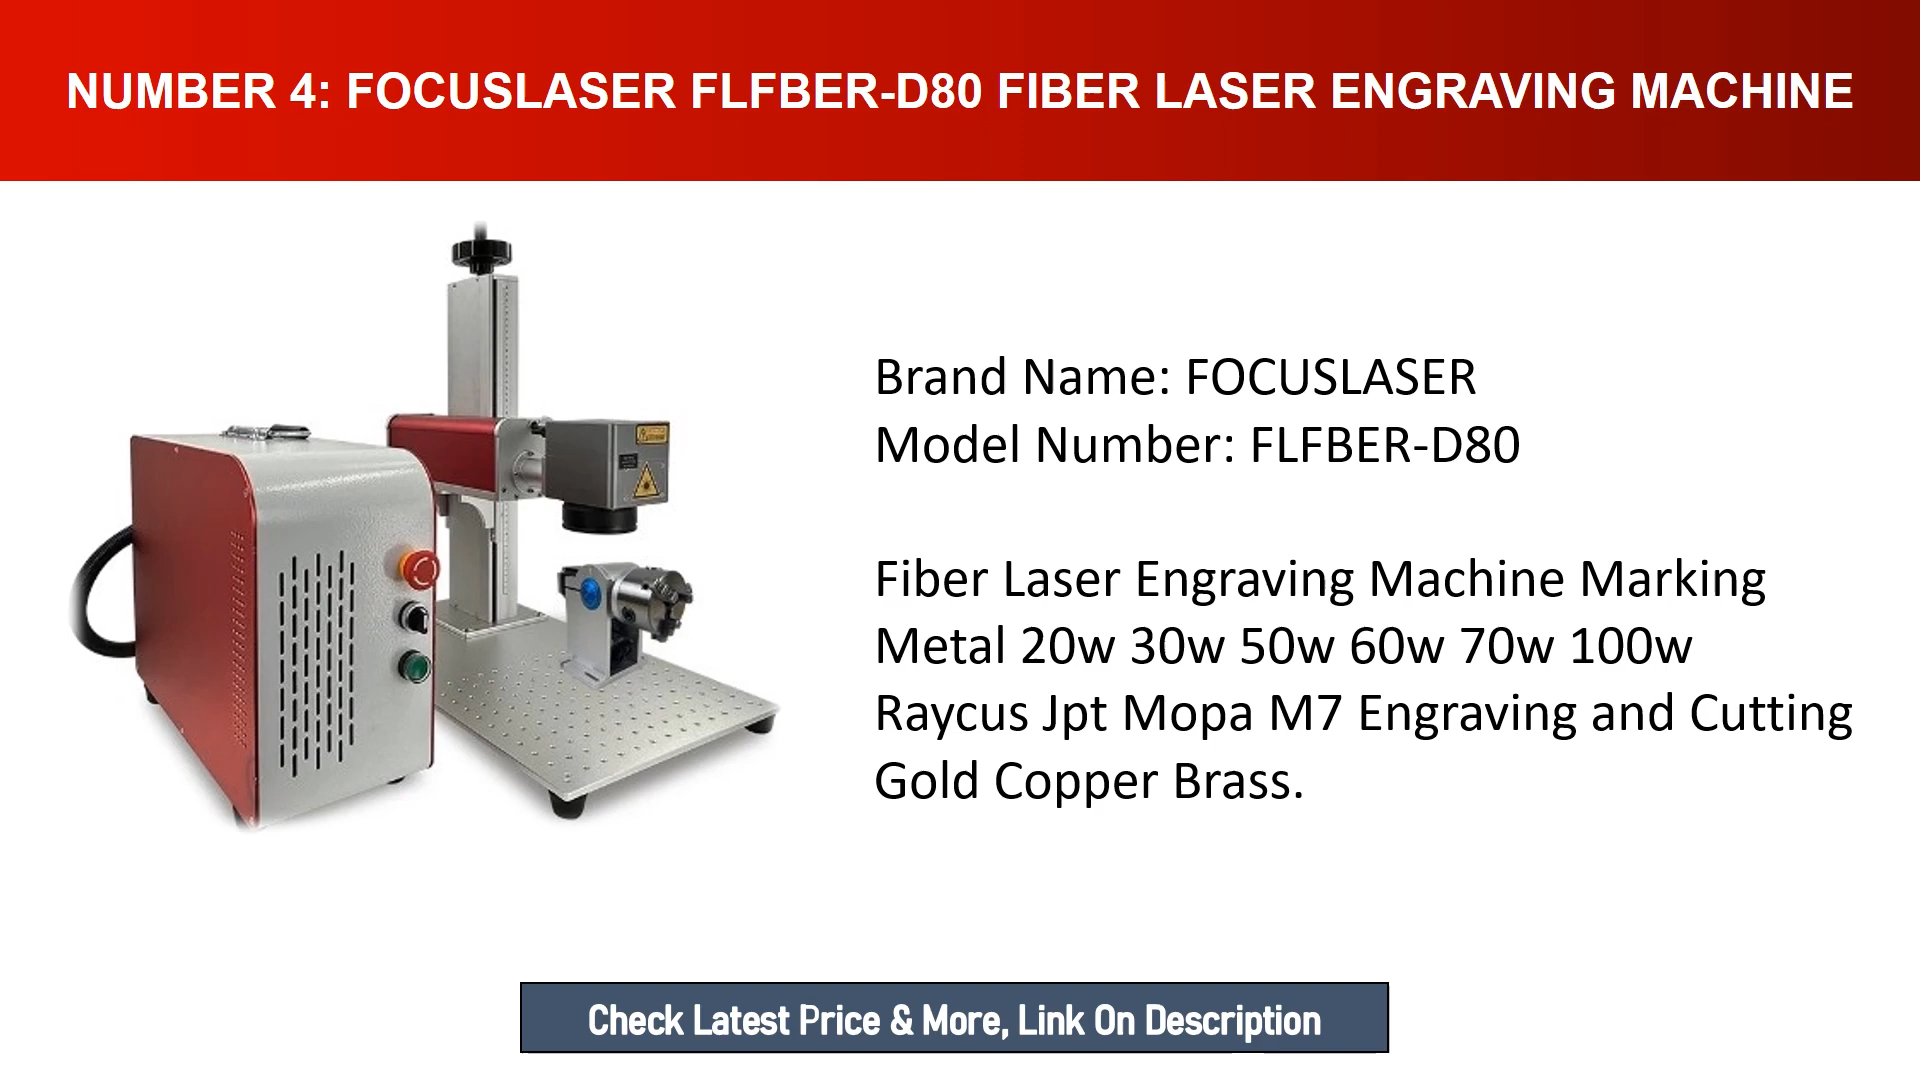 NUMBER 4: FOCUSLASER FLFBER-D80 FIBER LASER ENGRAVING MACHINE
Brand Name: FOCUSLASER
Model Number: FLFBER-D80
Fiber Laser Engraving Machine Marking
Metal 20w 30w 50w 60w 70w 100w
Raycus Jpt Mopa M7 Engraving and Cutting
Gold Copper Brass.
Check Latest Price & More, Link On Description